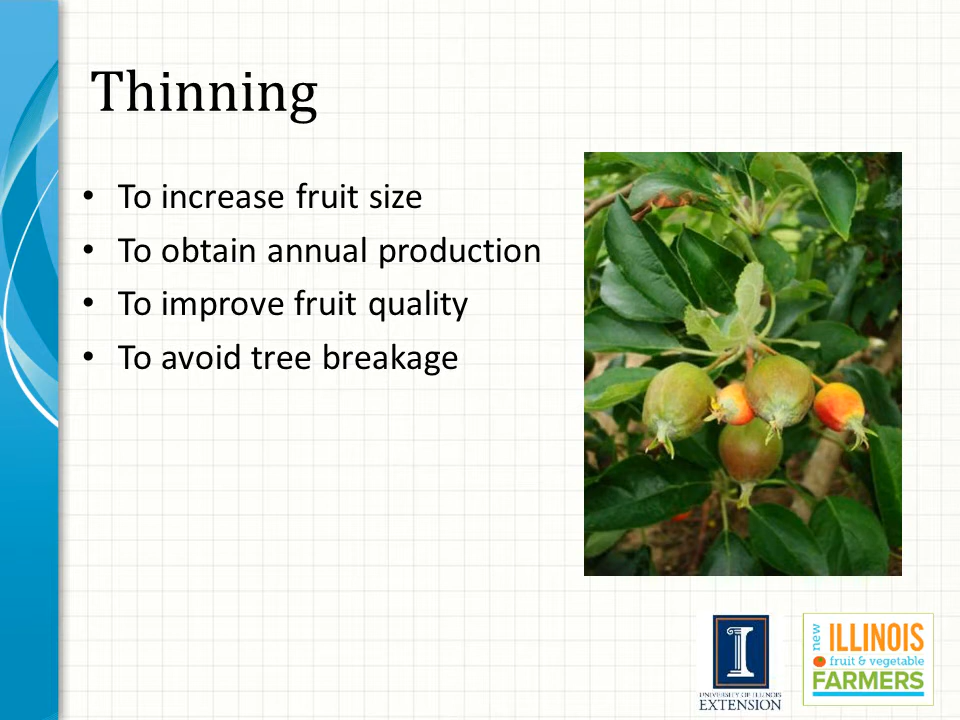 Thinning
• To increase fruit size
• To obtain annual production
• To improve fruit quality
• To avoid tree breakage
I
UNIVERSITY OF ILLINOIS
EXTENSION
new
ILLINOIS
fruit & vegetable
FARMERS